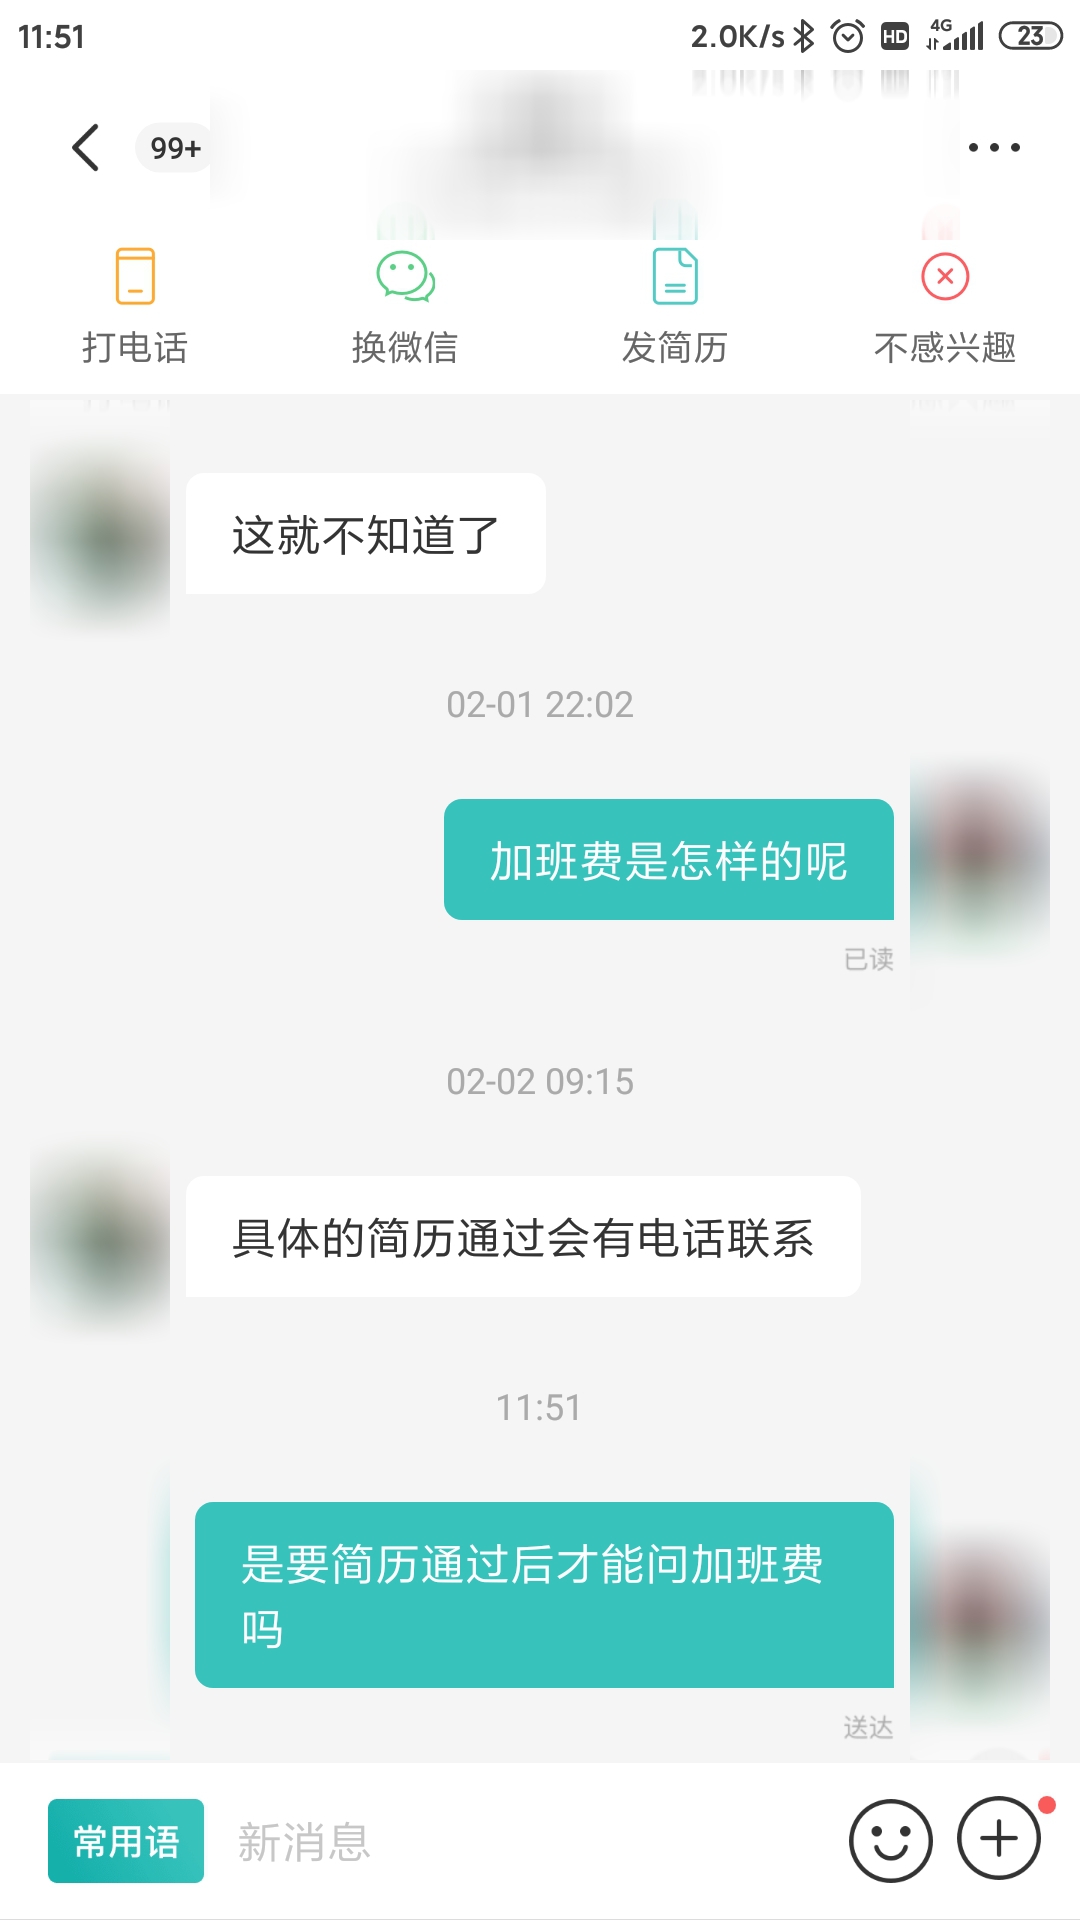 11:51
2.0K/s HD 4G 23
99+
打电话 换微信 发简历 不感兴趣
这就不知道了
02-01 22:02
加班费是怎样的呢
已读
02-02 09:15
具体的简历通过会有电话联系
11:51
是要简历通过后才能问加班费
吗
送达
常用语 新消息